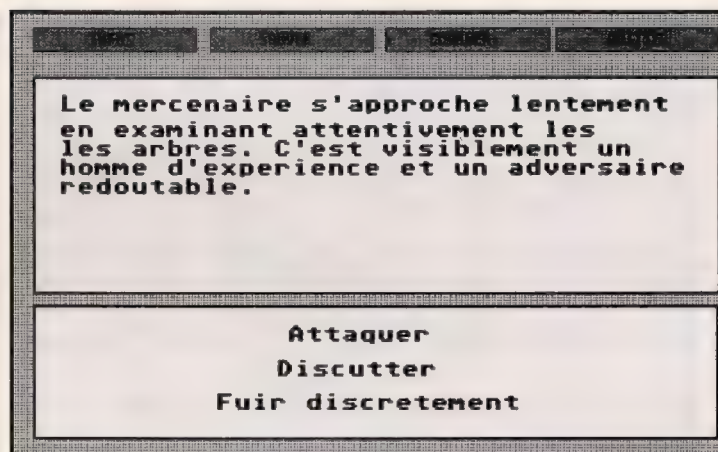 Le mercenaire s'approche lentement
en examinant attentivement les
les arbres. C'est visiblement un
homme d'experience et un adversaire
redoutable.
Attaquer
Discutter
Fuir discretement